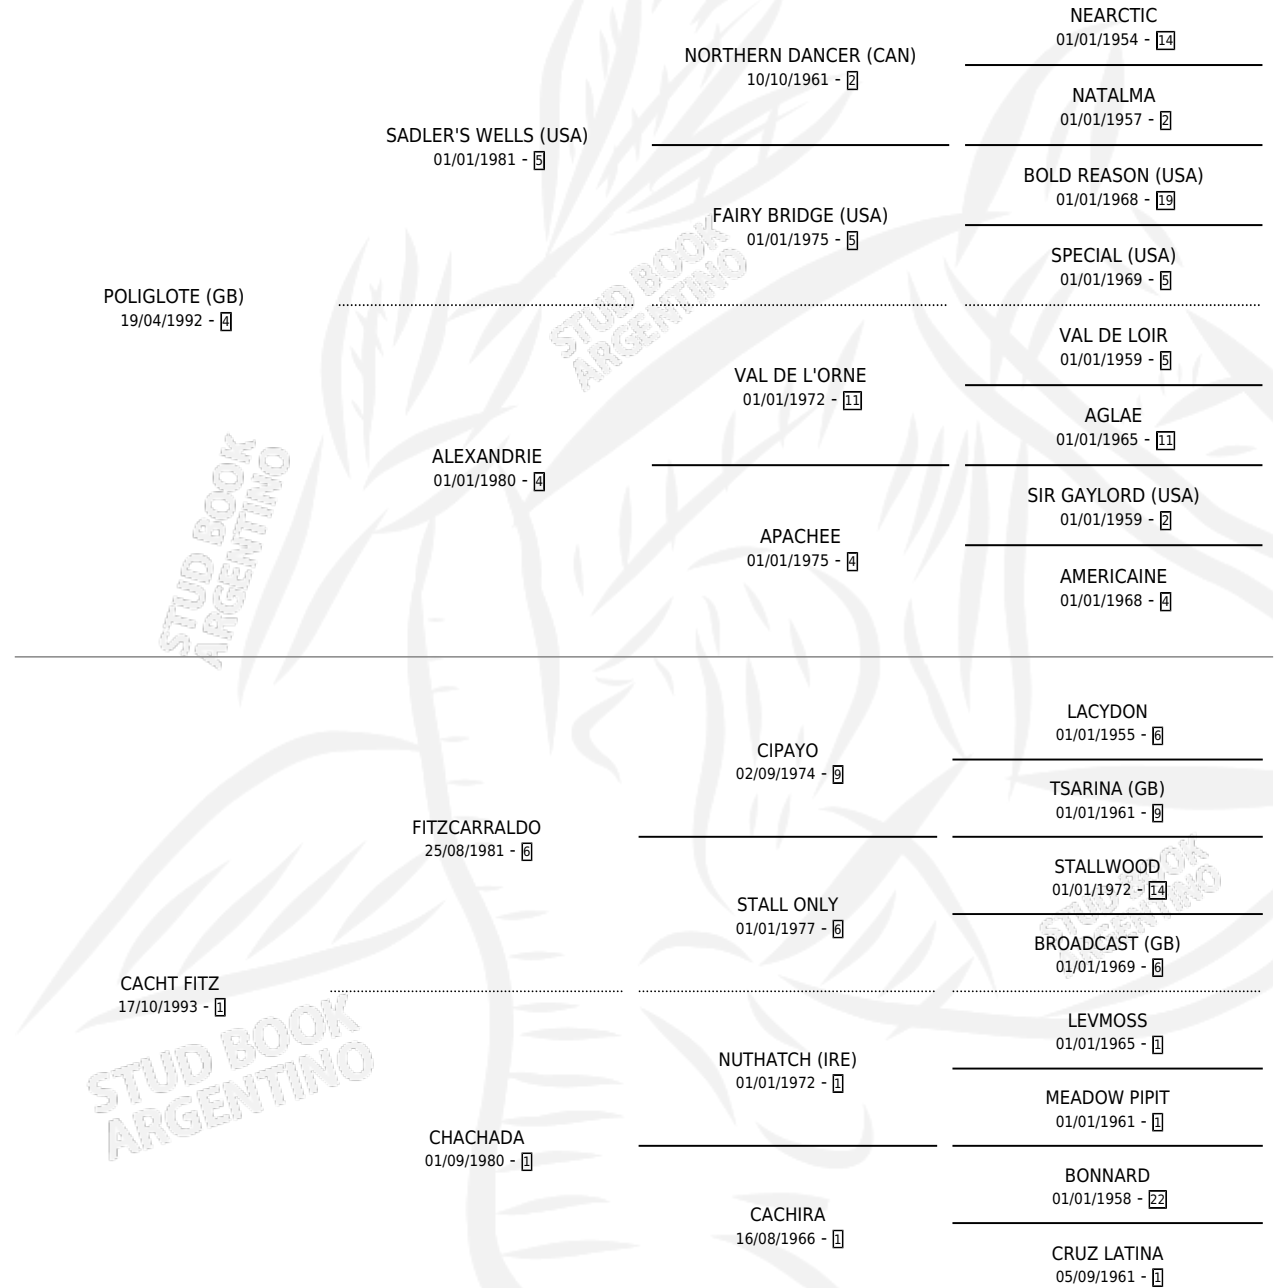 NEARCTIC
01/01/1954 - 14
NORTHERN DANCER (CAN)
10/10/1961 - 2
NATALMA
01/01/1957 - 2
SADLER'S WELLS (USA)
01/01/1981 - 5
BOLD REASON (USA)
01/01/1968 - 19
FAIRY BRIDGE (USA)
01/01/1975 - 5
SPECIAL (USA)
01/01/1969 - 5
POLIGLOTE (GB)
19/04/1992 - 4
STUD BOOK
ARGENTINO
VAL DE LOIR
01/01/1959 - 5
VAL DE L'ORNE
01/01/1972 - 11
AGLAE
01/01/1965 - 11
ALEXANDRIE
01/01/1980 - 4
SIR GAYLORD (USA)
01/01/1959 - 2
APACHEE
01/01/1975 - 4
AMERICAINE
01/01/1968 - 4
STUD BOOK
ARGENTINO
LACYDON
01/01/1955 - 6
CIPAYO
02/09/1974 - 9
TSARINA (GB)
01/01/1961 - 9
FITZCARRALDO
25/08/1981 - 6
STALLWOOD
01/01/1972 - 14
STALL ONLY
01/01/1977 - 6
BROADCAST (GB)
01/01/1969 - 6
STUD BOOK
ARGENTINO
CACHT FITZ
17/10/1993 - 1
LEVMOSS
01/01/1965 - 1
NUTHATCH (IRE)
01/01/1972 - 1
MEADOW PIPIT
01/01/1961 - 1
STUD BOOK
ARGENTINO
CHACHADA
01/09/1980 - 1
BONNARD
01/01/1958 - 22
CACHIRA
16/08/1966 - 1
CRUZ LATINA
05/09/1961 - 1